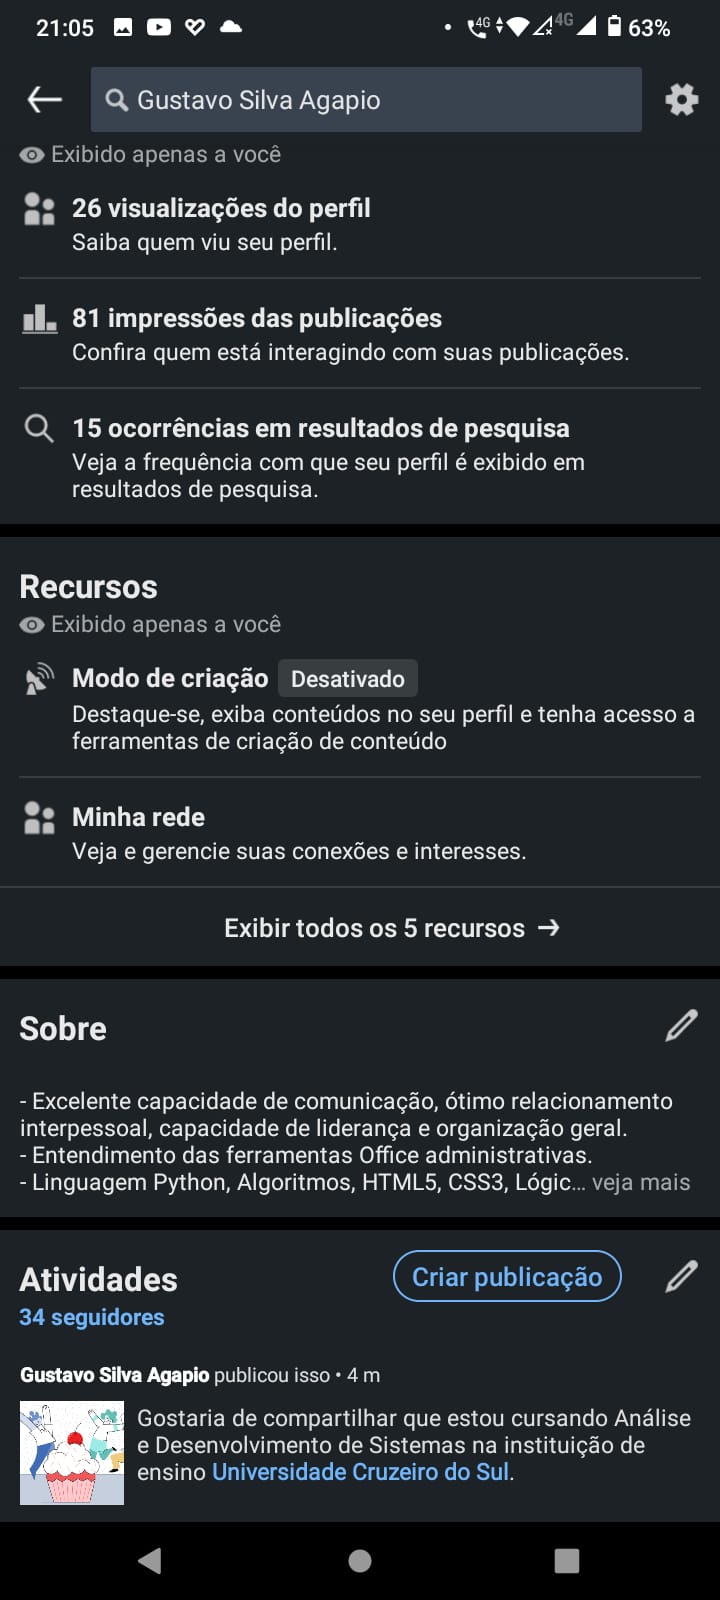 21:05
4G
4G
63%
Gustavo Silva Agapio
Exibido apenas a você
26 visualizações do perfil
Saiba quem viu seu perfil.
81 impressões das publicações
Confira quem está interagindo com suas publicações.
15 ocorrências em resultados de pesquisa
Veja a frequência com que seu perfil é exibido em
resultados de pesquisa.
Recursos
Exibido apenas a você
Modo de criação Desativado
Destaque-se, exiba conteúdos no seu perfil e tenha acesso a
ferramentas de criação de conteúdo
Minha rede
Veja e gerencie suas conexões e interesses.
Exibir todos os 5 recursos →
Sobre
- Excelente capacidade de comunicação, ótimo relacionamento
interpessoal, capacidade de liderança e organização geral.
- Entendimento das ferramentas Office administrativas.
- Linguagem Python, Algoritmos, HTML5, CSS3, Lógic... veja mais
Atividades
Criar publicação
34 seguidores
Gustavo Silva Agapio publicou isso • 4 m
Gostaria de compartilhar que estou cursando Análise
e Desenvolvimento de Sistemas na instituição de
ensino Universidade Cruzeiro do Sul.